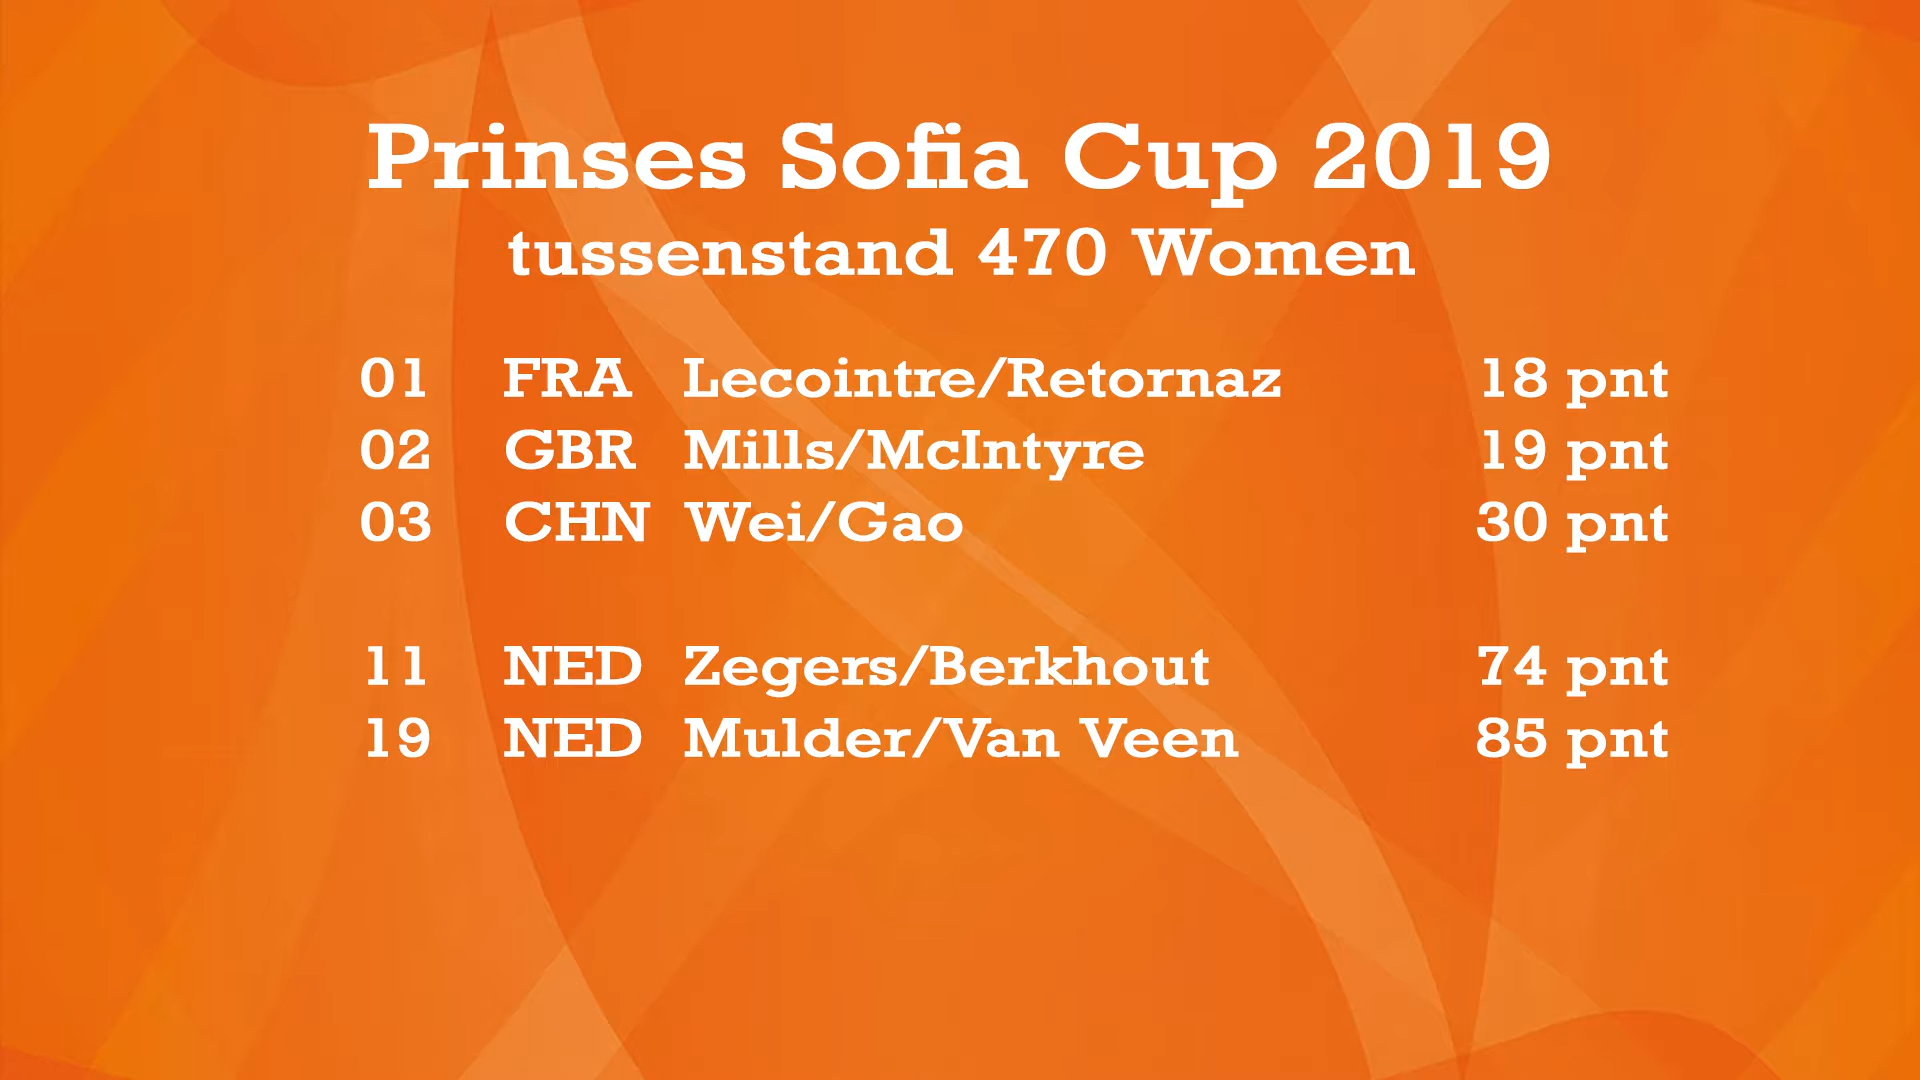 Prinses Sofia Cup 2019
tussenstand 470 Women
01 FRA Lecointre/Retornaz 18 pnt
02 GBR Mills/McIntyre 19 pnt
03 CHN Wei/Gao 30 pnt
11 NED Zegers/Berkhout 74 pnt
19 NED Mulder/Van Veen 85 pnt